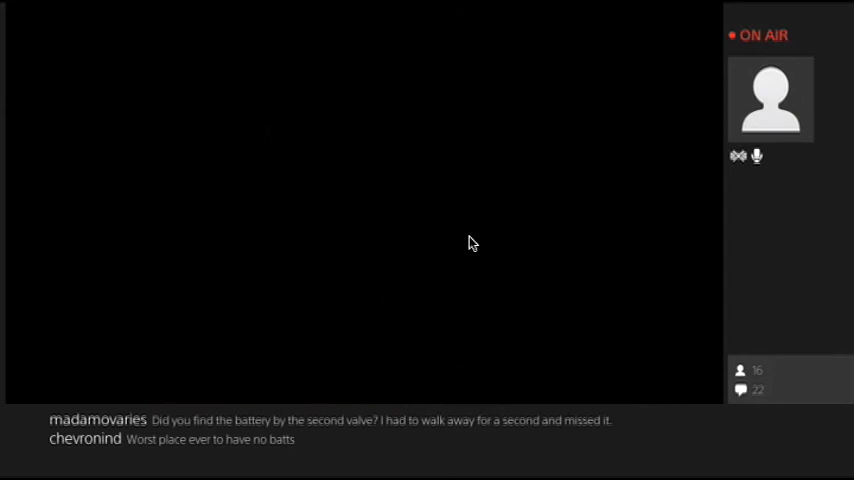 ON AIR
16
22
madamovaries Did you find the battery by the second valve? I had to walk away for a second and missed it.
chevronind Worst place ever to have no batts